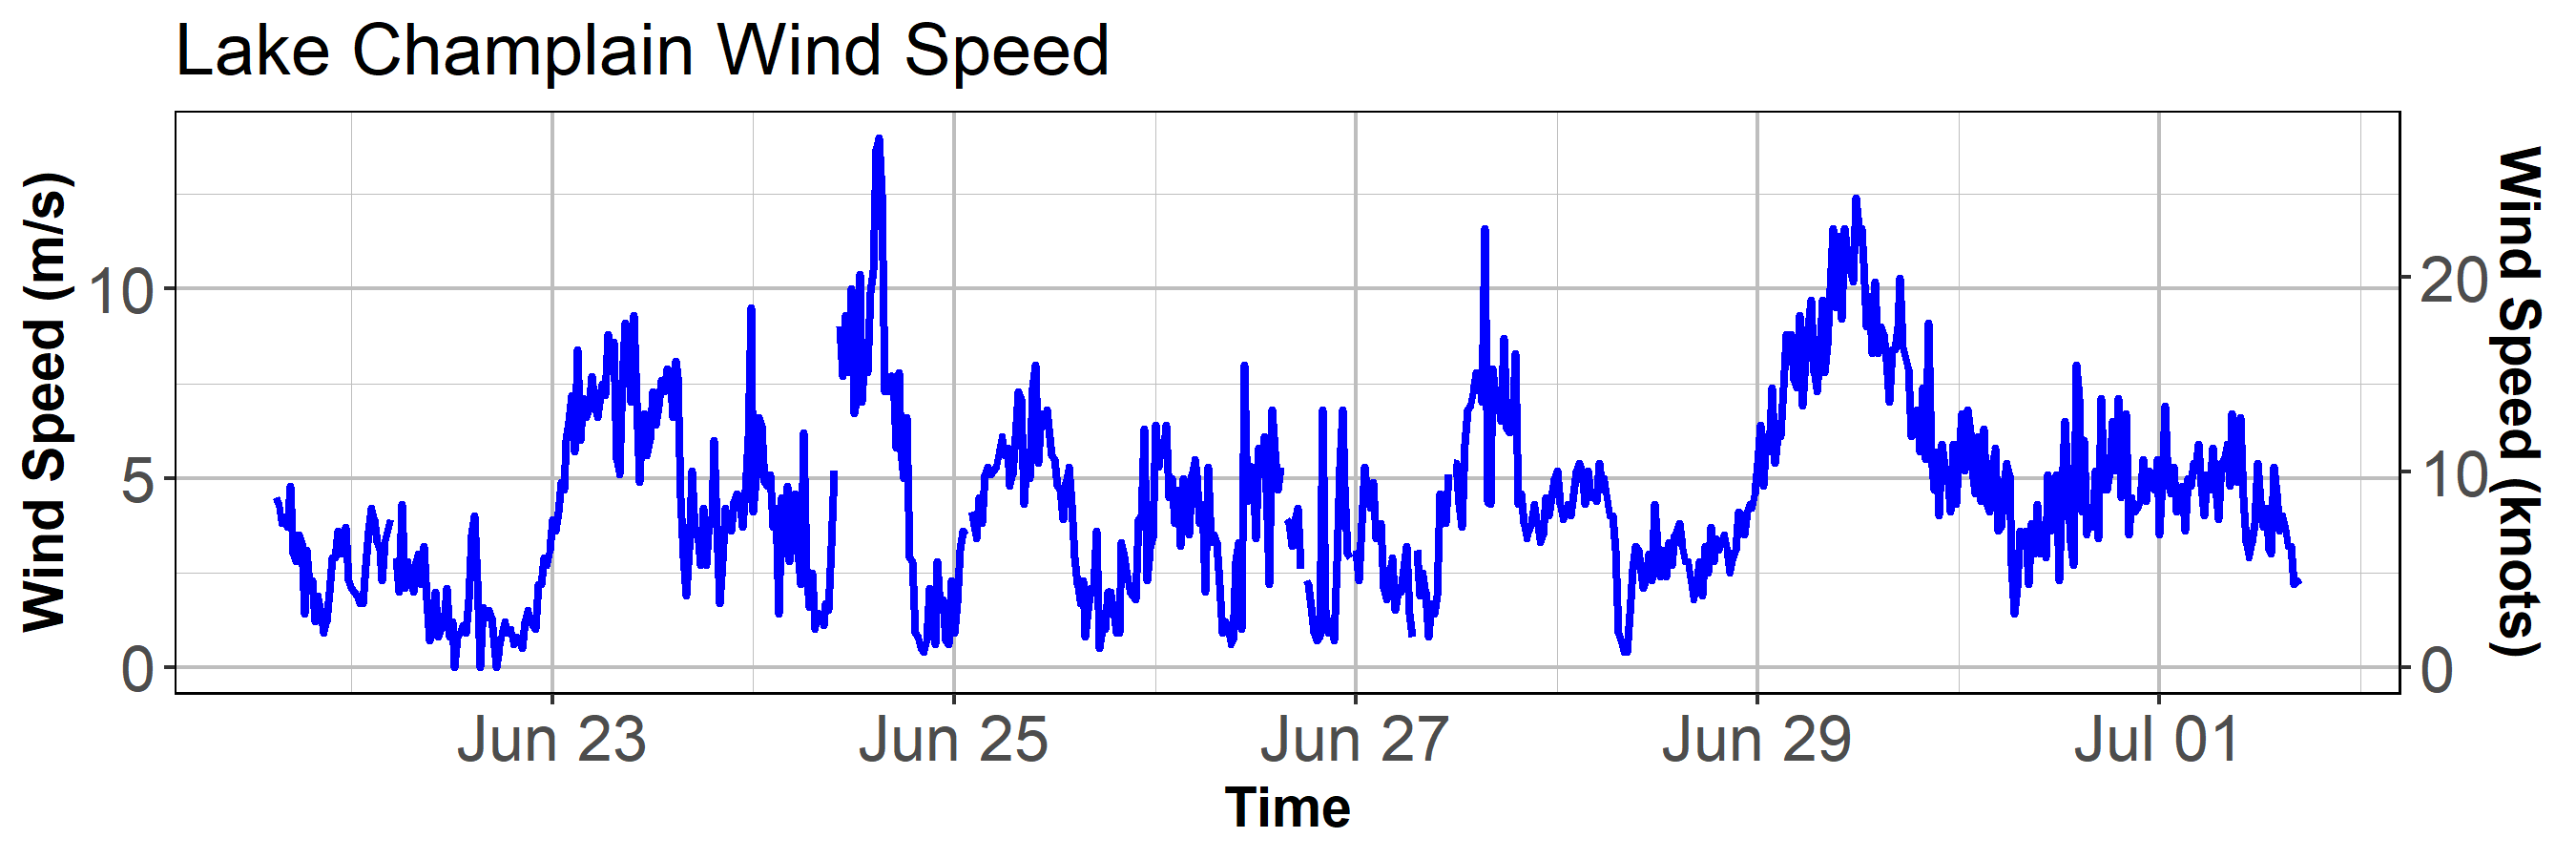 Lake Champlain Wind Speed
Wind Speed (m/s)
10
5
0
20
10
0
Wind Speed (knots)
Jun 23
Jun 25
Jun 27
Jun 29
Jul 01
Time